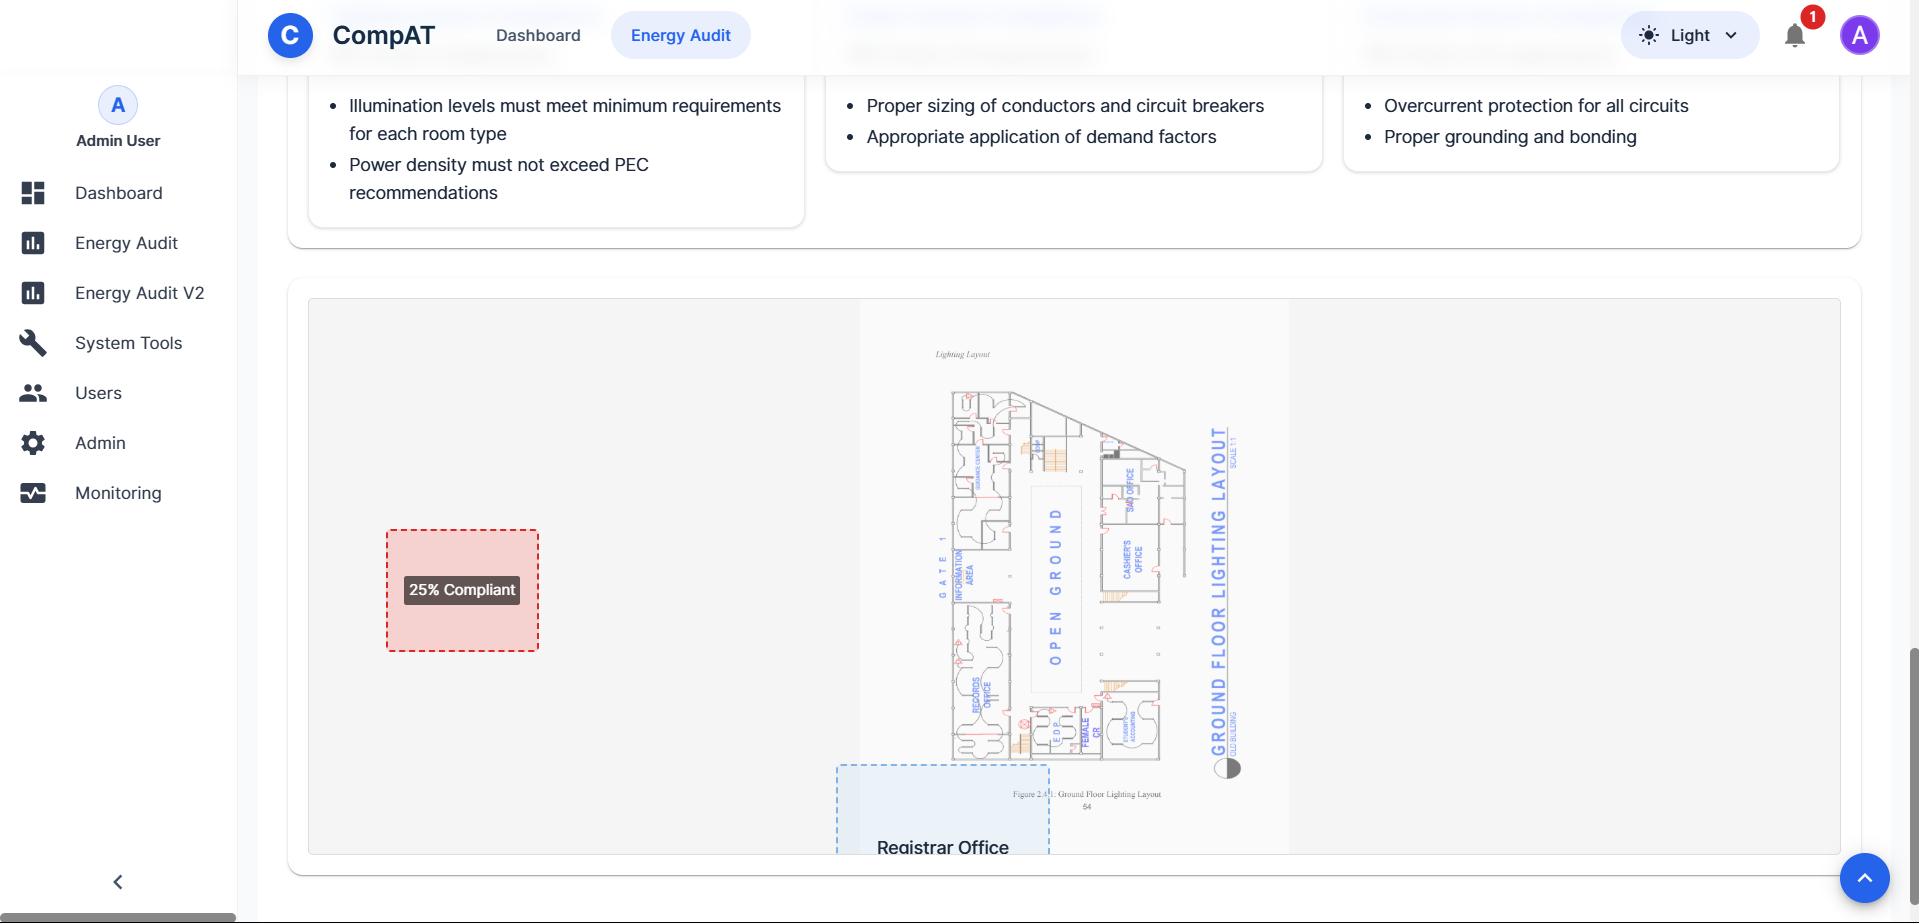 C
CompAT
Dashboard
Energy Audit
Light
1
A
A
Admin User
Dashboard
Energy Audit
Energy Audit V2
System Tools
Users
Admin
Monitoring
Illumination levels must meet minimum requirements
for each room type
Power density must not exceed PEC
recommendations
Proper sizing of conductors and circuit breakers
Appropriate application of demand factors
Overcurrent protection for all circuits
Proper grounding and bonding
25% Compliant
Lighting Layout
GUIDANCE CENTER
GATE 1
INFORMATION
AREA
OPEN GROUND
SAO OFFICE
CASHIER'S
OFFICE
RECORDS
OFFICE
EDP
FEMALE
CR
STUDENTS
ACCOUNTING
GROUND FLOOR LIGHTING LAYOUT
SCALE 1:1
OLD BUILDING
Figure 2.4.1: Ground Floor Lighting Layout
54
Registrar Office